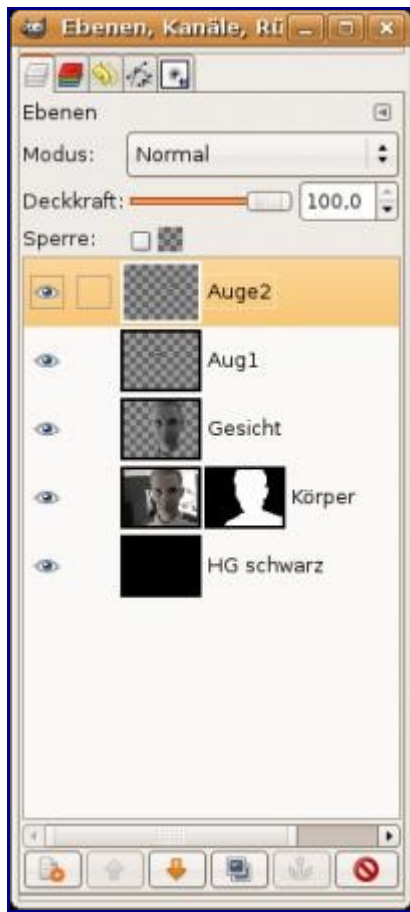 Ebenen, Kanäle, Rü
Ebenen
Modus: Normal
Deckkraft: 100.0
Sperre:
Auge2
Aug1
Gesicht
Körper
HG schwarz